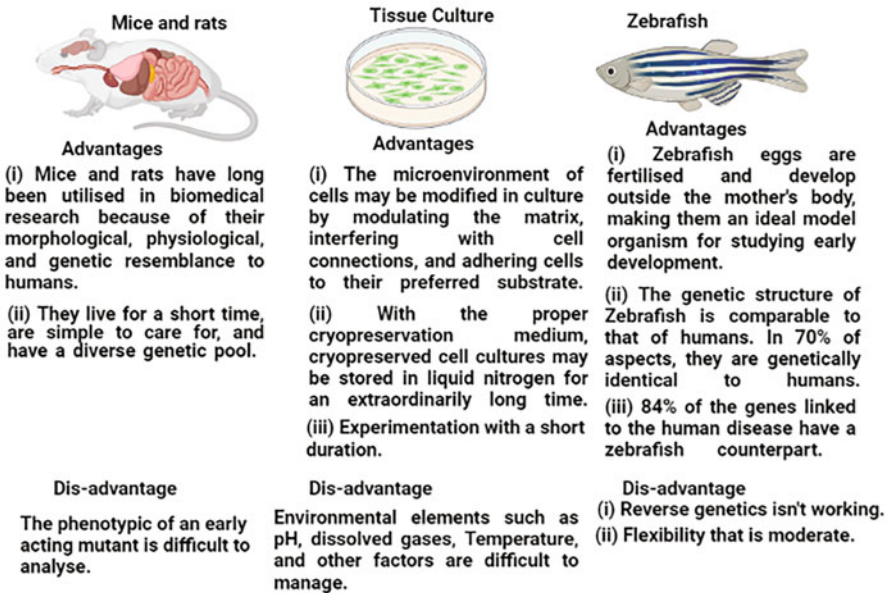 Mice and rats
Advantages
(i) Mice and rats have long
been utilised in biomedical
research because of their
morphological, physiological,
and genetic resemblance to
humans.
(ii) They live for a short time,
are simple to care for, and
have a diverse genetic pool.
Dis-advantage
The phenotypic of an early
acting mutant is difficult to
analyse.
Tissue Culture
Advantages
(i) The microenvironment of
cells may be modified in culture
by modulating the matrix,
interfering with cell
connections, and adhering cells
to their preferred substrate.
(ii) With the proper
cryopreservation medium,
cryopreserved cell cultures may
be stored in liquid nitrogen for
an extraordinarily long time.
(iii) Experimentation with a short
duration.
Dis-advantage
Environmental elements such as
pH, dissolved gases, Temperature,
and other factors are difficult to
manage.
Zebrafish
Advantages
(i) Zebrafish eggs are
fertilised and develop
outside the mother's body,
making them an ideal model
organism for studying early
development.
(ii) The genetic structure of
Zebrafish is comparable to
that of humans. In 70% of
aspects, they are genetically
identical to humans.
(iii) 84% of the genes linked
to the human disease have a
zebrafish counterpart.
Dis-advantage
(i) Reverse genetics isn't working.
(ii) Flexibility that is moderate.